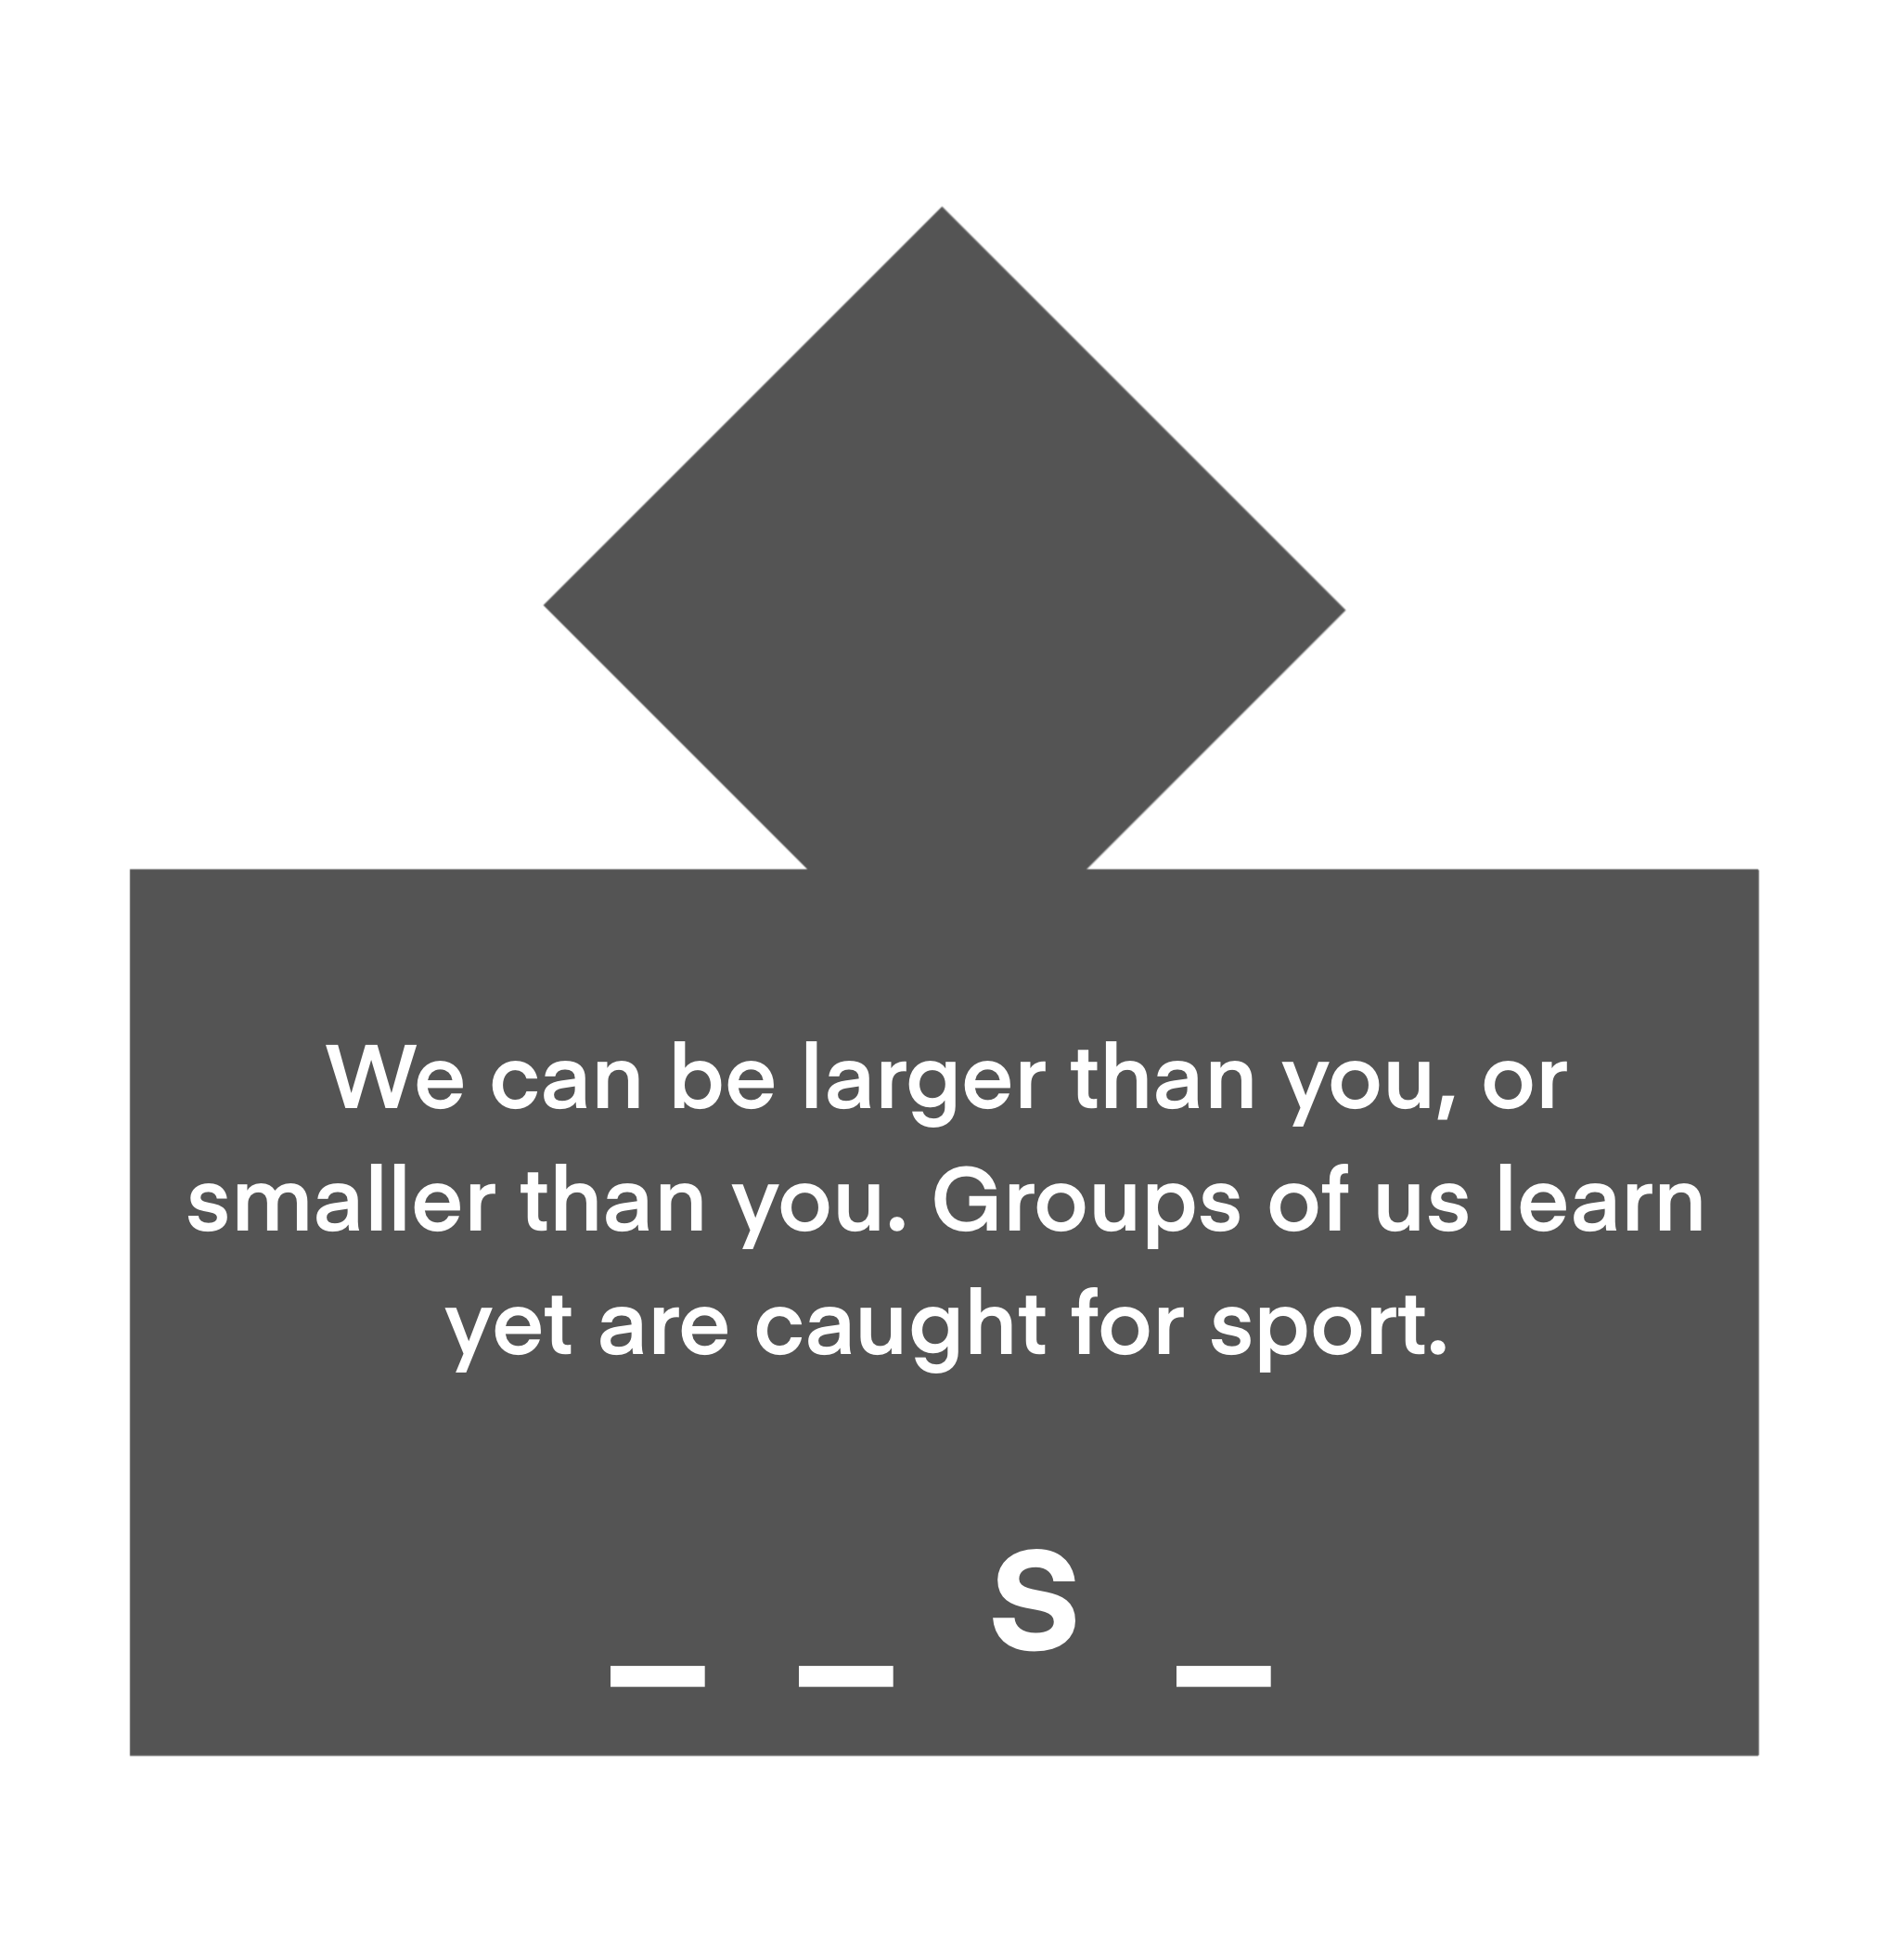 We can be larger than you, or
smaller than you. Groups of us learn
yet are caught for sport.
_ _ S _